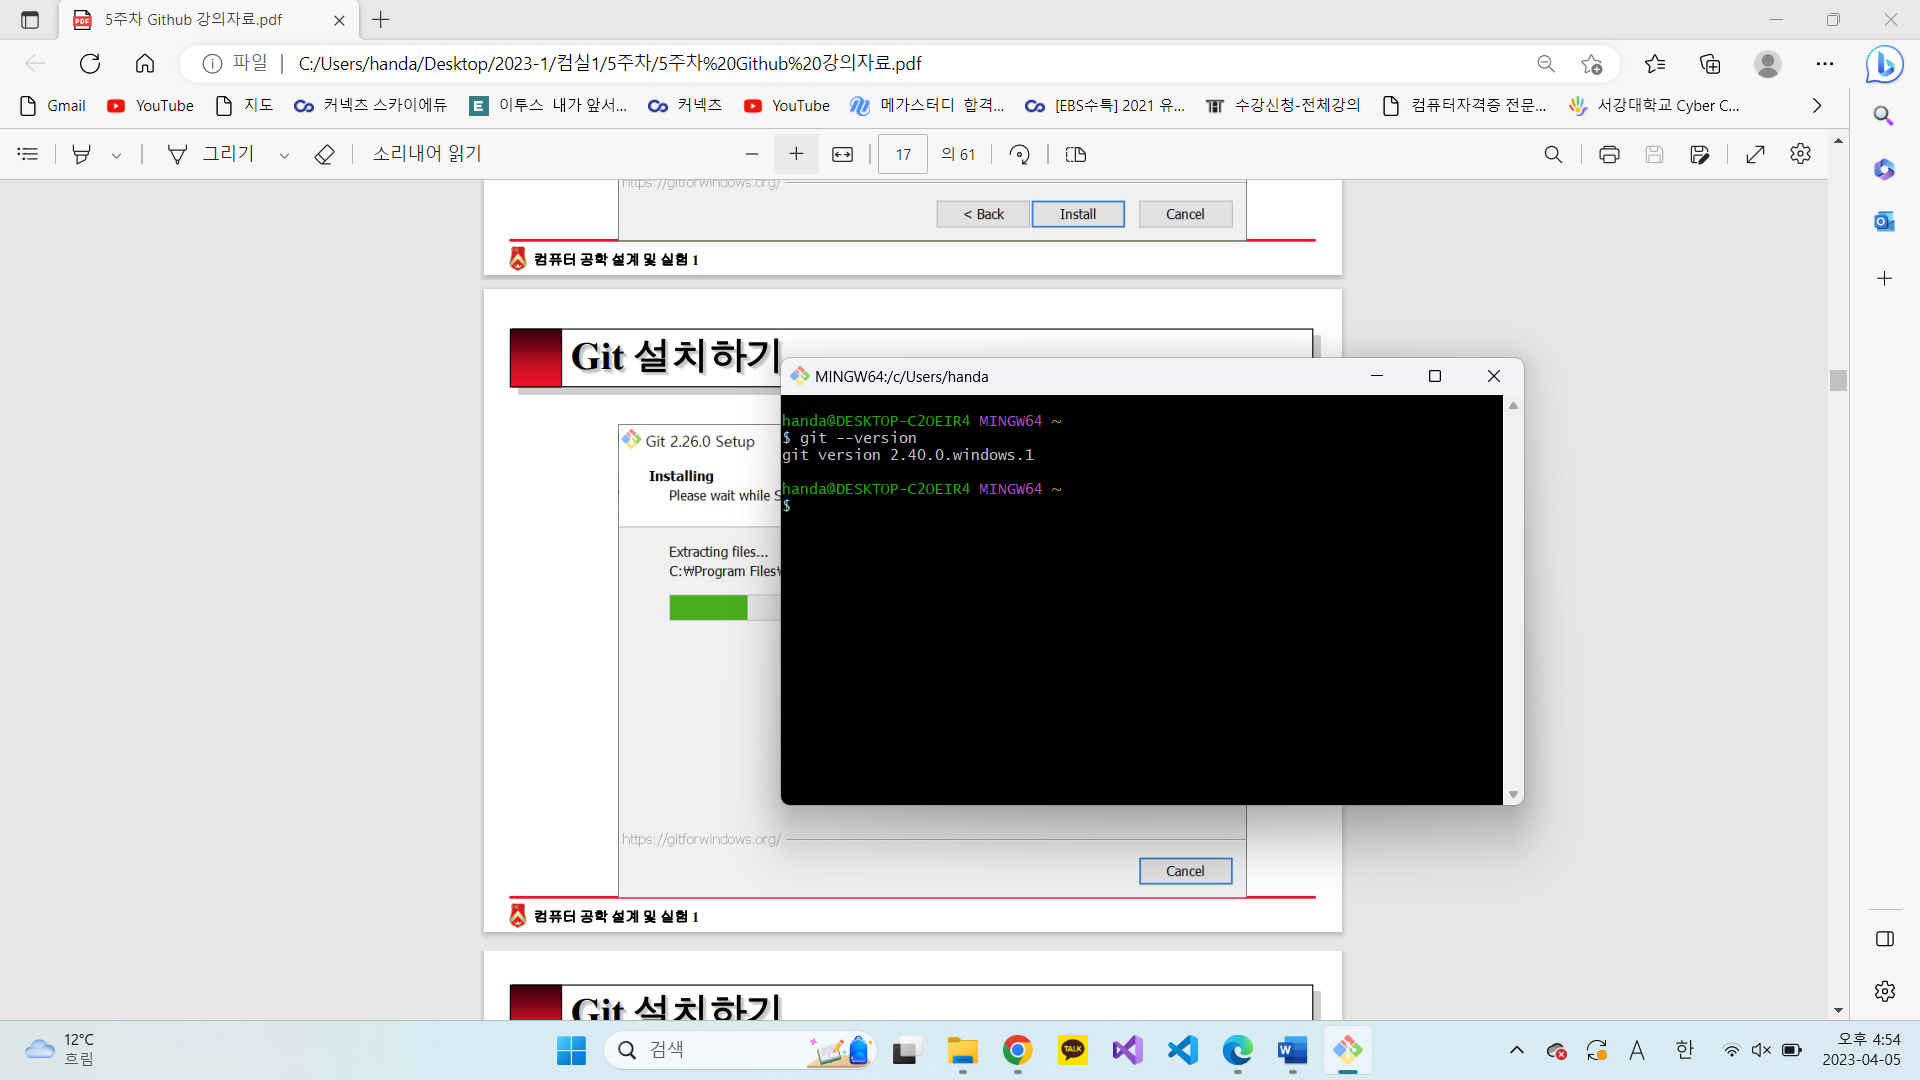 5주차 Github 강의자료.pdf
파일 | C:/Users/handa/Desktop/2023-1/컴실1/5주차/5주차%20Github%20강의자료.pdf
Gmail YouTube 지도 커넥츠 스카이에듀 이투스 내가 앞서... 커넥츠 YouTube 메가스터디 합격... [EBS수특] 2021 유... 수강신청-전체강의 컴퓨터자격증 전문... 서강대학교 Cyber C...
그리기 소리내어 읽기 17 의 61
https://gitforwindows.org/
< Back Install Cancel
컴퓨터 공학 설계 및 실험 1
Git 설치하기
Git 2.26.0 Setup
Installing
Please wait while S
Extracting files...
C:₩Program Files₩
MINGW64:/c/Users/handa
handa@DESKTOP-C2OEIR4 MINGW64 ~
$ git --version
git version 2.40.0.windows.1
handa@DESKTOP-C2OEIR4 MINGW64 ~
$
https://gitforwindows.org/
Cancel
컴퓨터 공학 설계 및 실험 1
Git 설치하기
12°C
흐림
검색
TALK
A 한
오후 4:54
2023-04-05